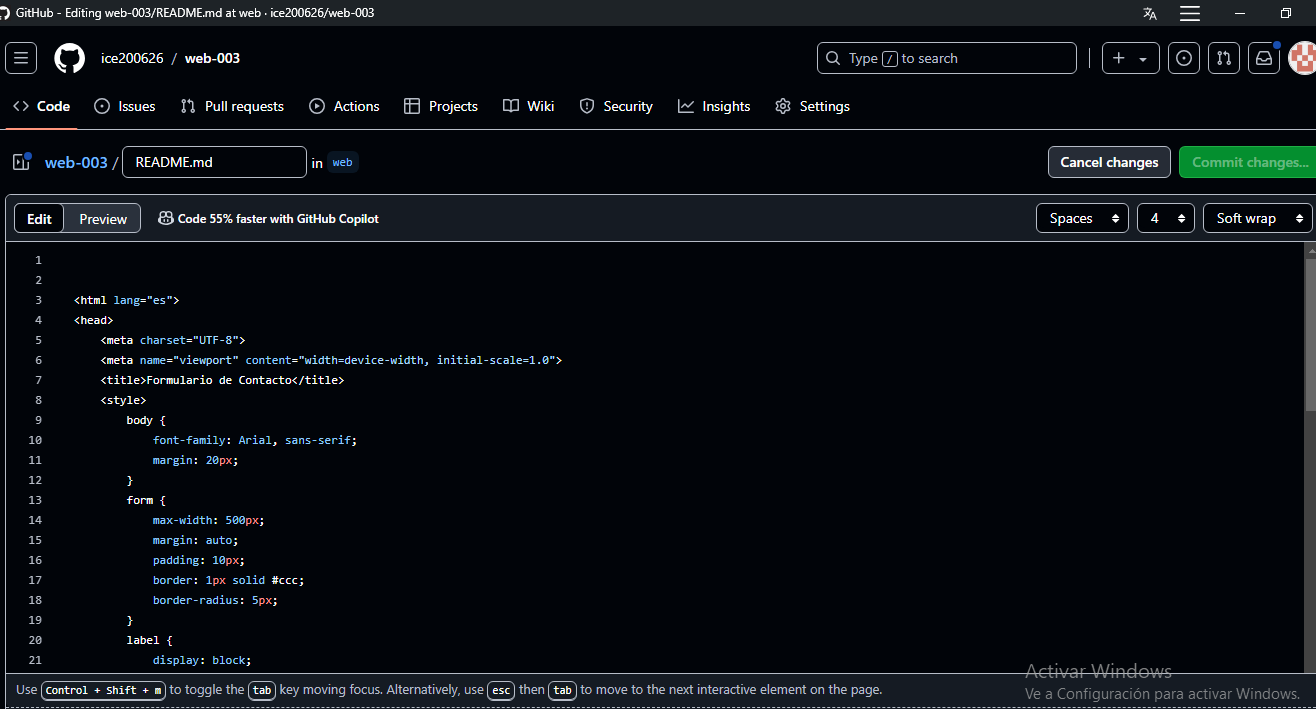 GitHub - Editing web-003/README.md at web · ice200626/web-003
ice200626 / web-003
Type / to search
Code Issues Pull requests Actions Projects Wiki Security Insights Settings
web-003 / README.md in web
Cancel changes Commit changes...
Edit Preview Code 55% faster with GitHub Copilot Spaces 4 Soft wrap
1
2
3 <html lang="es">
4 <head>
5 <meta charset="UTF-8">
6 <meta name="viewport" content="width=device-width, initial-scale=1.0">
7 <title>Formulario de Contacto</title>
8 <style>
9 body {
10 font-family: Arial, sans-serif;
11 margin: 20px;
12 }
13 form {
14 max-width: 500px;
15 margin: auto;
16 padding: 10px;
17 border: 1px solid #ccc;
18 border-radius: 5px;
19 }
20 label {
21 display: block;
Activar Windows
Ve a Configuración para activar Windows.
Use Control + Shift + m to toggle the tab key moving focus. Alternatively, use esc then tab to move to the next interactive element on the page.